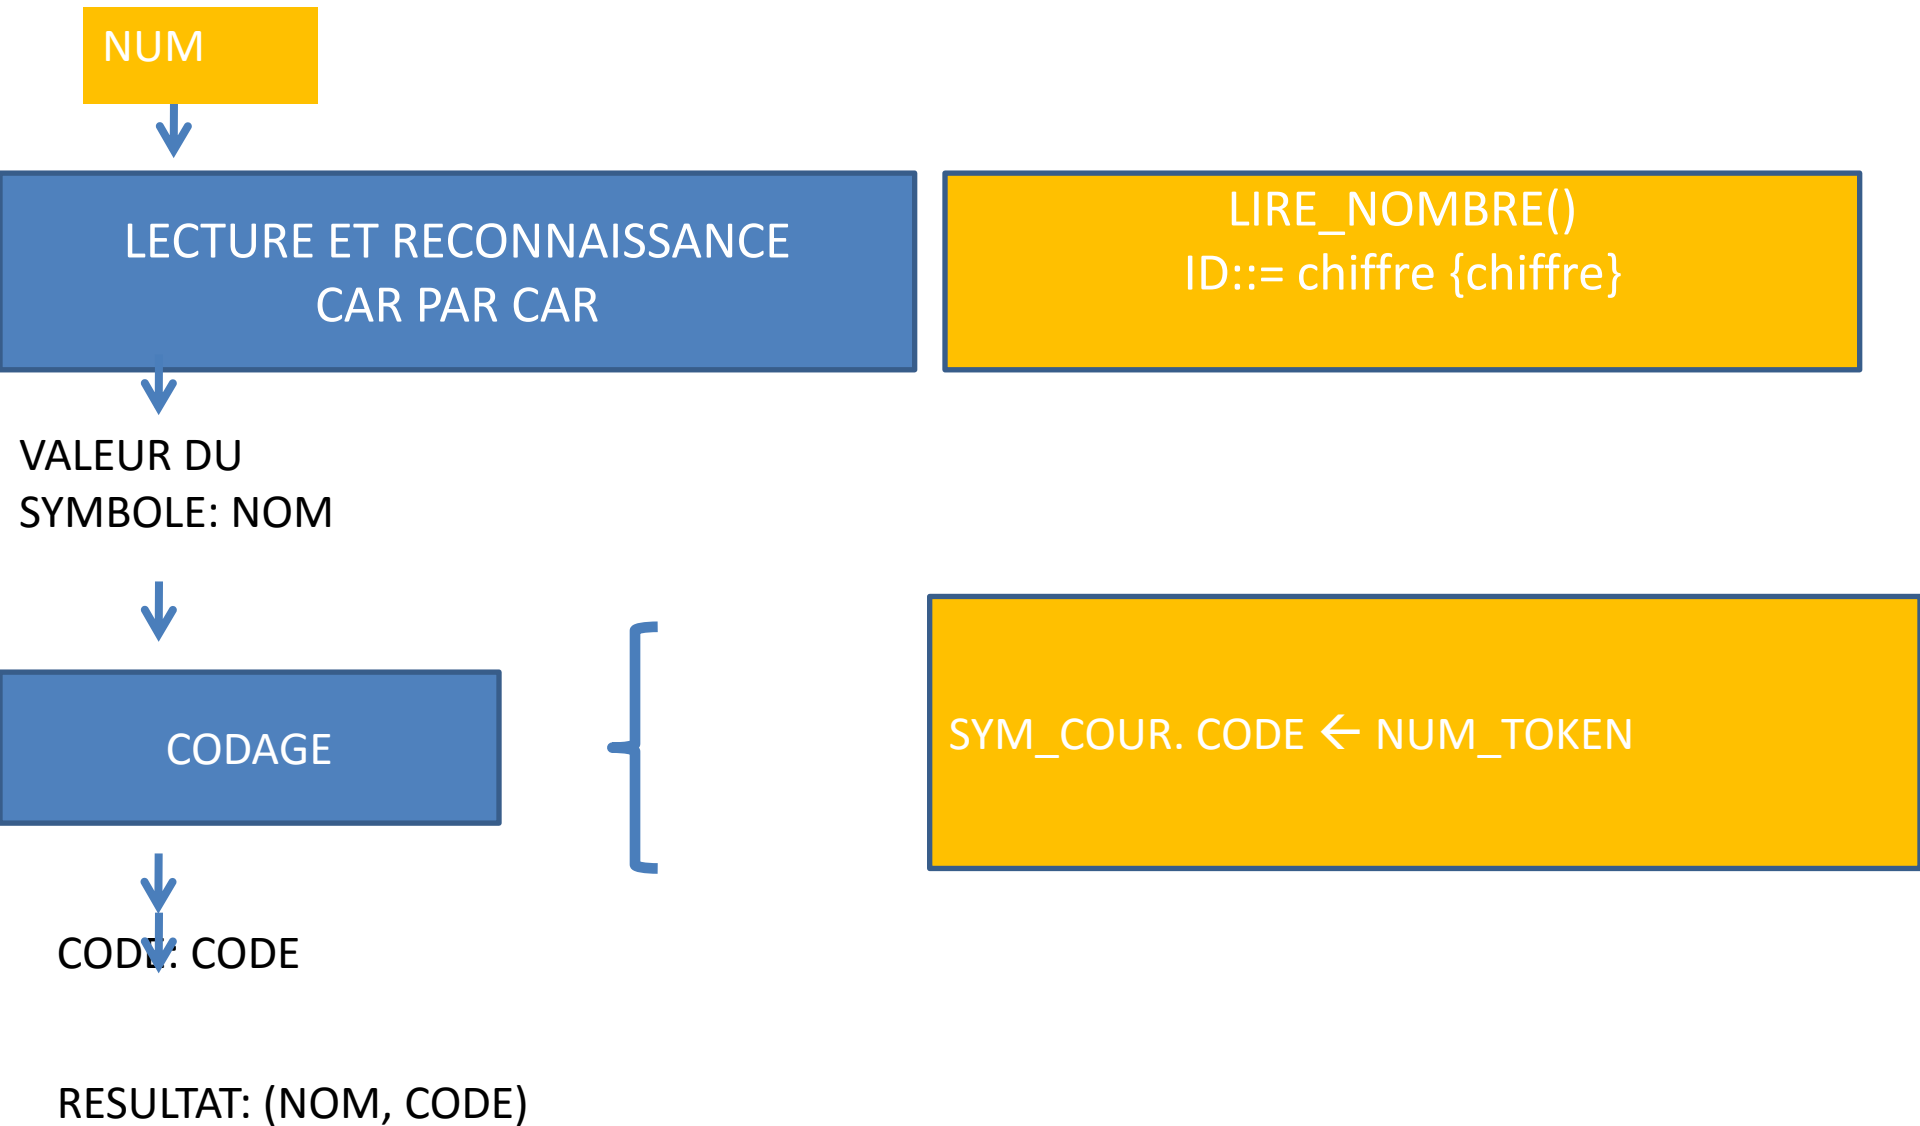 NUM
LECTURE ET RECONNAISSANCE
CAR PAR CAR
LIRE_NOMBRE()
ID::= chiffre {chiffre}
VALEUR DU
SYMBOLE: NOM
CODAGE
SYM_COUR. CODE ← NUM_TOKEN
CODE: CODE
RESULTAT: (NOM, CODE)